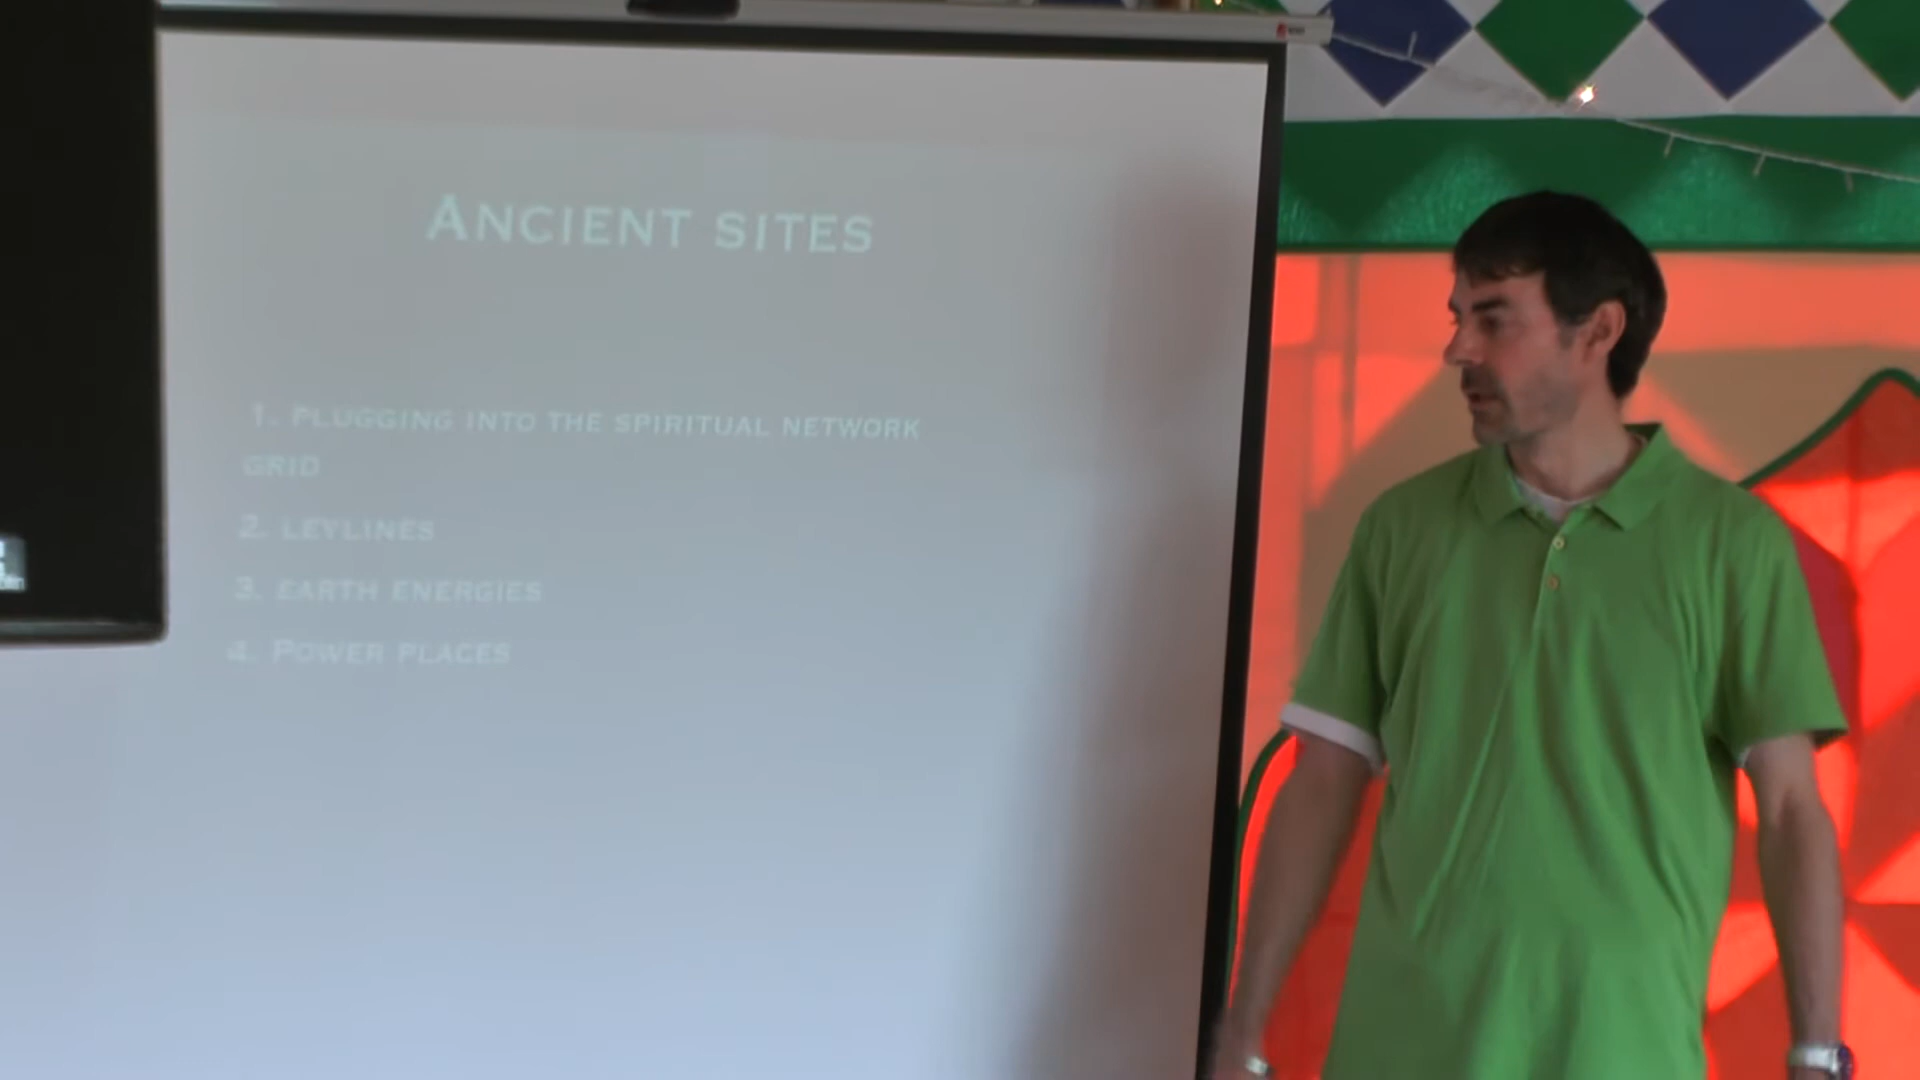 ANCIENT SITES
1. PLUGGING INTO THE SPIRITUAL NETWORK
GRID
2. LEYLINES
3. EARTH ENERGIES
4. POWER PLACES